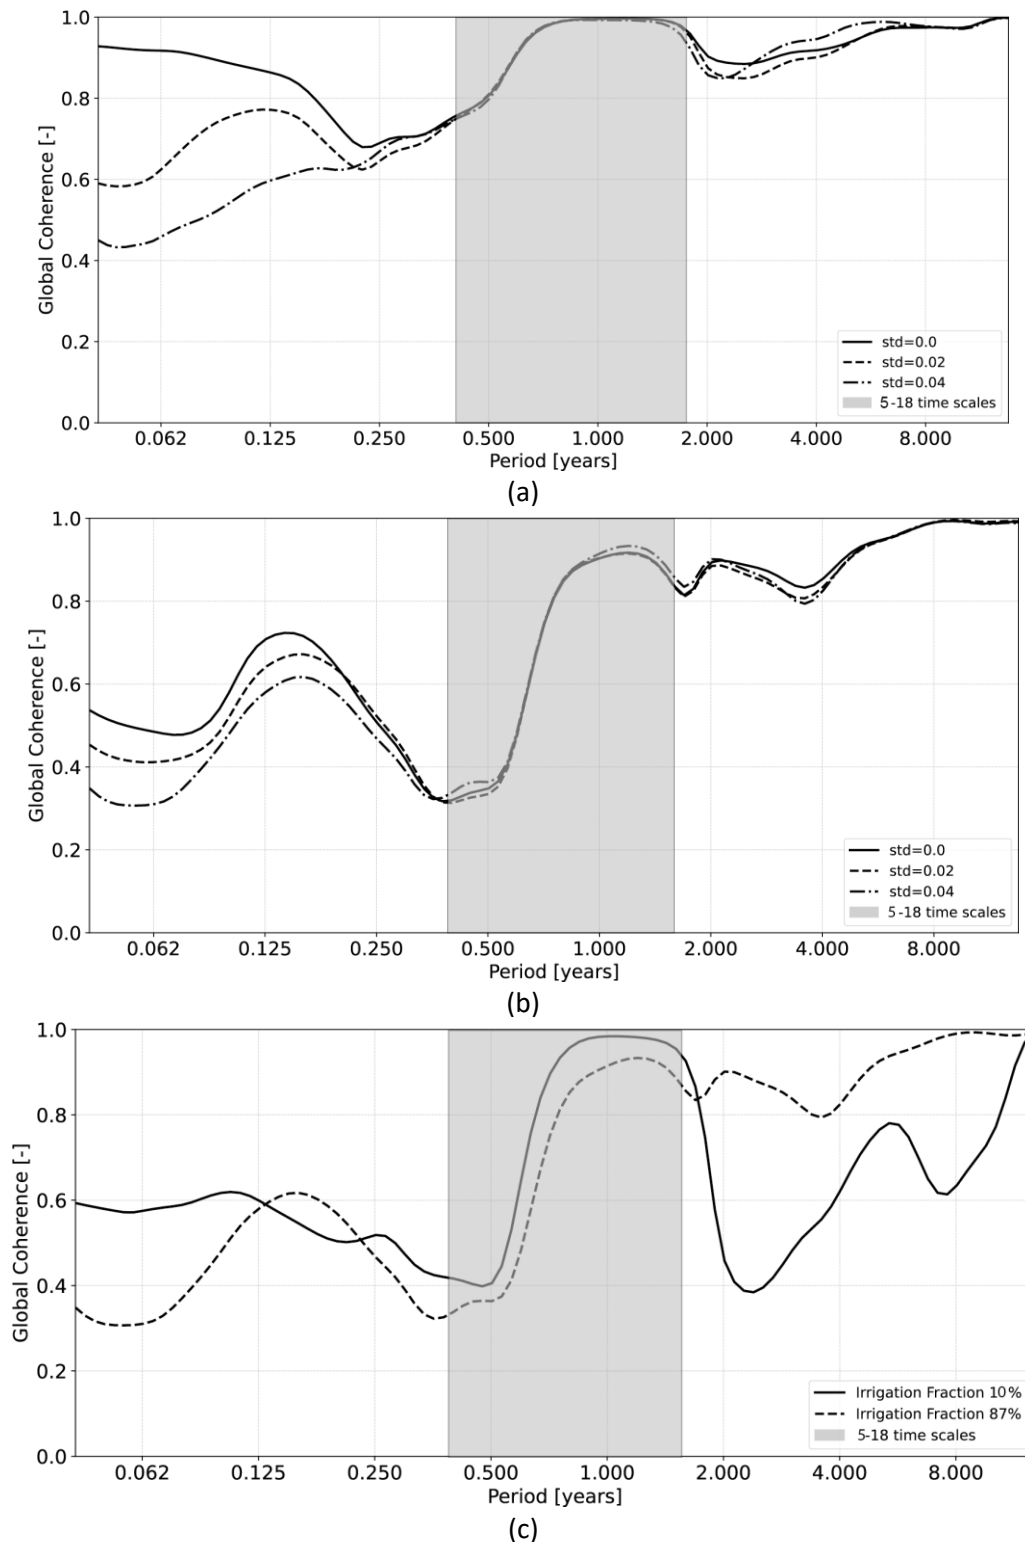 1.0
0.8
0.6
0.4
0.2
0.0
Global Coherence [-]
std=0.0
std=0.02
std=0.04
5-18 time scales
0.062 0.125 0.250 0.500 1.000 2.000 4.000 8.000
Period [years]
(a)
1.0
0.8
0.6
0.4
0.2
0.0
Global Coherence [-]
std=0.0
std=0.02
std=0.04
5-18 time scales
0.062 0.125 0.250 0.500 1.000 2.000 4.000 8.000
Period [years]
(b)
1.0
0.8
0.6
0.4
0.2
0.0
Global Coherence [-]
Irrigation Fraction 10%
Irrigation Fraction 87%
5-18 time scales
0.062 0.125 0.250 0.500 1.000 2.000 4.000 8.000
Period [years]
(c)